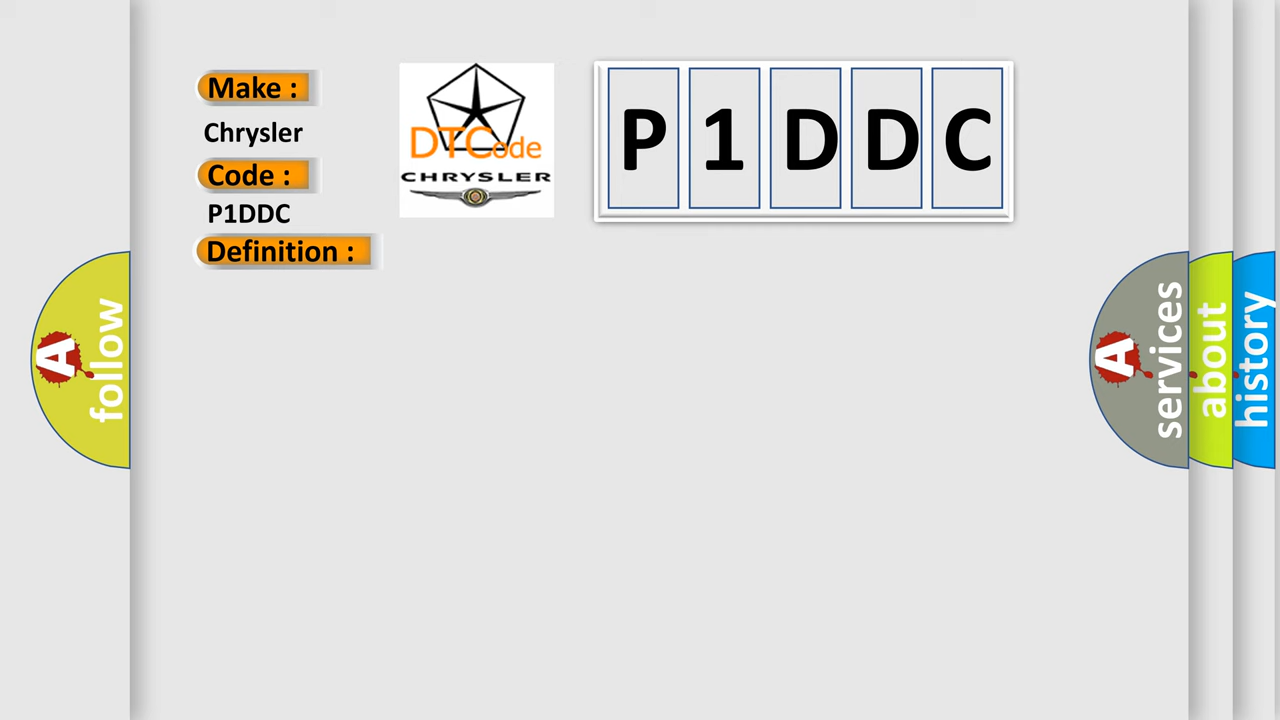 Make :
Chrysler
Code :
P1DDC
Definition :
DTCode
CHRYSLER
P 1 D D C
A follow
A services
about
history